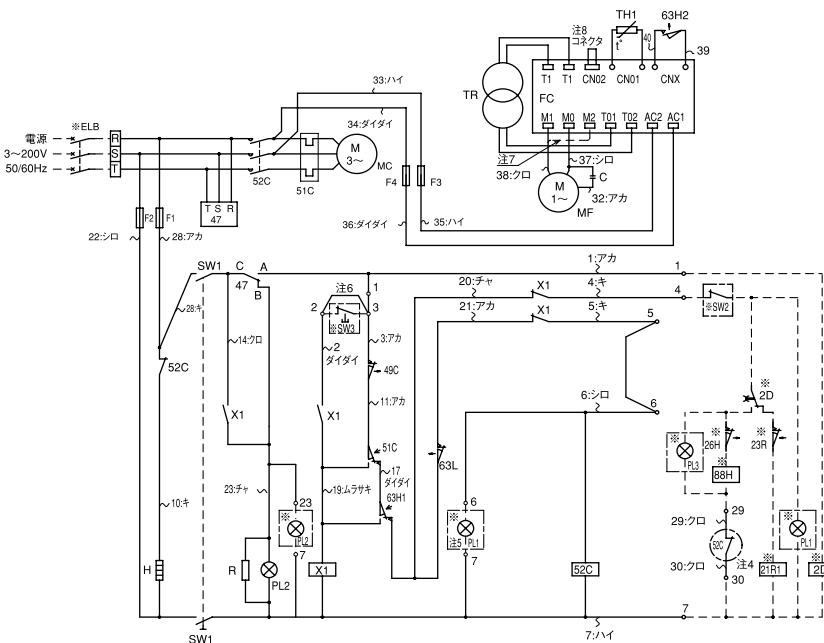 TH1
63H2
注8
コネクタ
40
39
t°
33:ハイ
T1
T1
CN02
CN01
CNX
TR
FC
34:ダイダイ
M1
M0
M2
T01
T02
AC2
AC1
※ELB
電源
R
3〜200V
S
50/60Hz
T
M
3〜
MC
52C
51C
F4
F3
注7
37:シロ
38:クロ
C
M
1〜
32:アカ
MF
T S R
47
F2
F1
36:ダイダイ
35:ハイ
22:シロ
28:アカ
SW1
C
A
47
B
1:アカ
1
20:チャ
X1
4:キ
4
注6
1
2
3
※SW3
21:アカ
X1
5:キ
5
※SW2
28:キ
14:クロ
2
ダイダイ
3:アカ
52C
49C
※
2D
6:シロ
6
11:アカ
X1
X1
※
PL3
※
26H
※
23R
51C
63L
※
88H
17
ダイダイ
63H1
23:チャ
19:ムラサキ
10:キ
23
※
PL2
7
6
※
注5
PL1
7
29
29:クロ
※
PL1
52C
注4
30:クロ
30
H
R
PL2
X1
52C
※
21R1
※
2D
7
7:ハイ
SW1